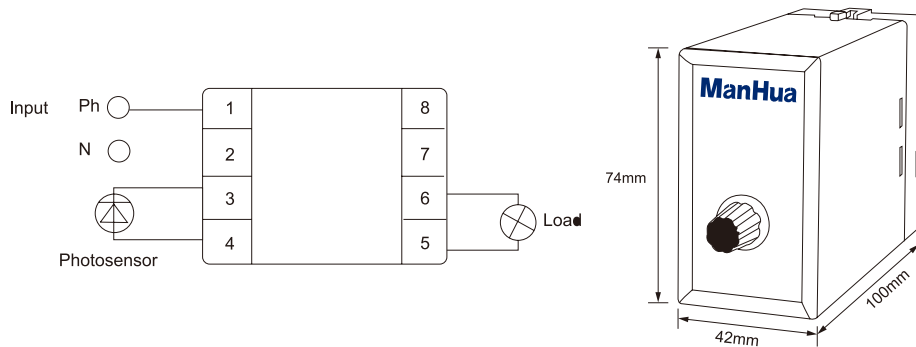 Input Ph
N
1
2
3
4
8
7
6
5
Photosensor
Load
ManHua
74mm
42mm
100mm